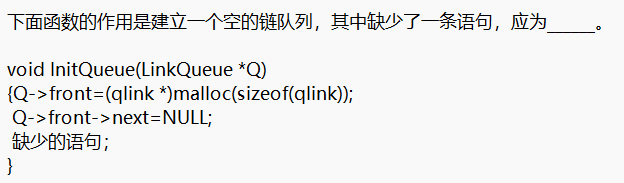 下面函数的作用是建立一个空的链队列，其中缺少了一条语句，应为______。
void InitQueue(LinkQueue *Q)
{Q->front=(qlink *)malloc(sizeof(qlink));
Q->front->next=NULL;
缺少的语句；
}